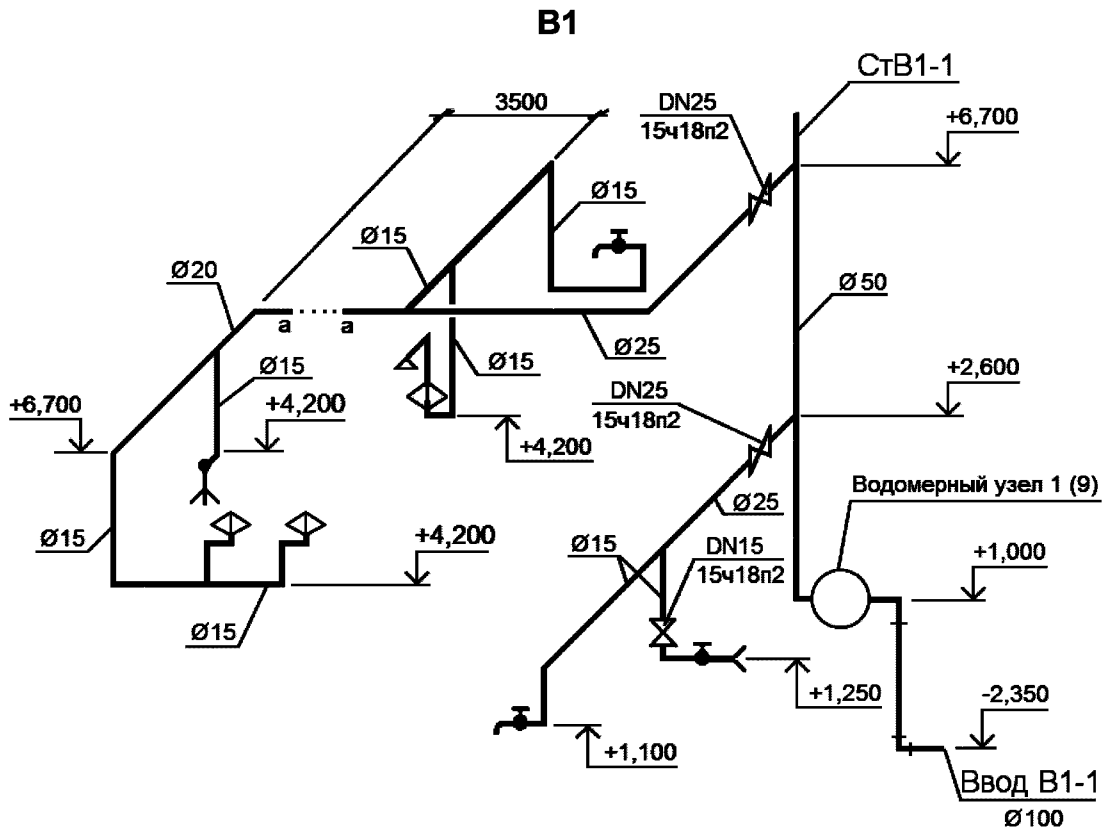 В1
СтВ1-1
3500
DN25
15ч18п2
+6,700
Ø15
Ø15
Ø20
Ø50
а
а
Ø25
Ø15
Ø15
DN25
15ч18п2
+2,600
+6,700
+4,200
+4,200
Водомерный узел 1 (9)
Ø25
Ø15
+4,200
Ø15
DN15
15ч18п2
+1,000
Ø15
+1,250
-2,350
+1,100
Ввод В1-1
Ø100